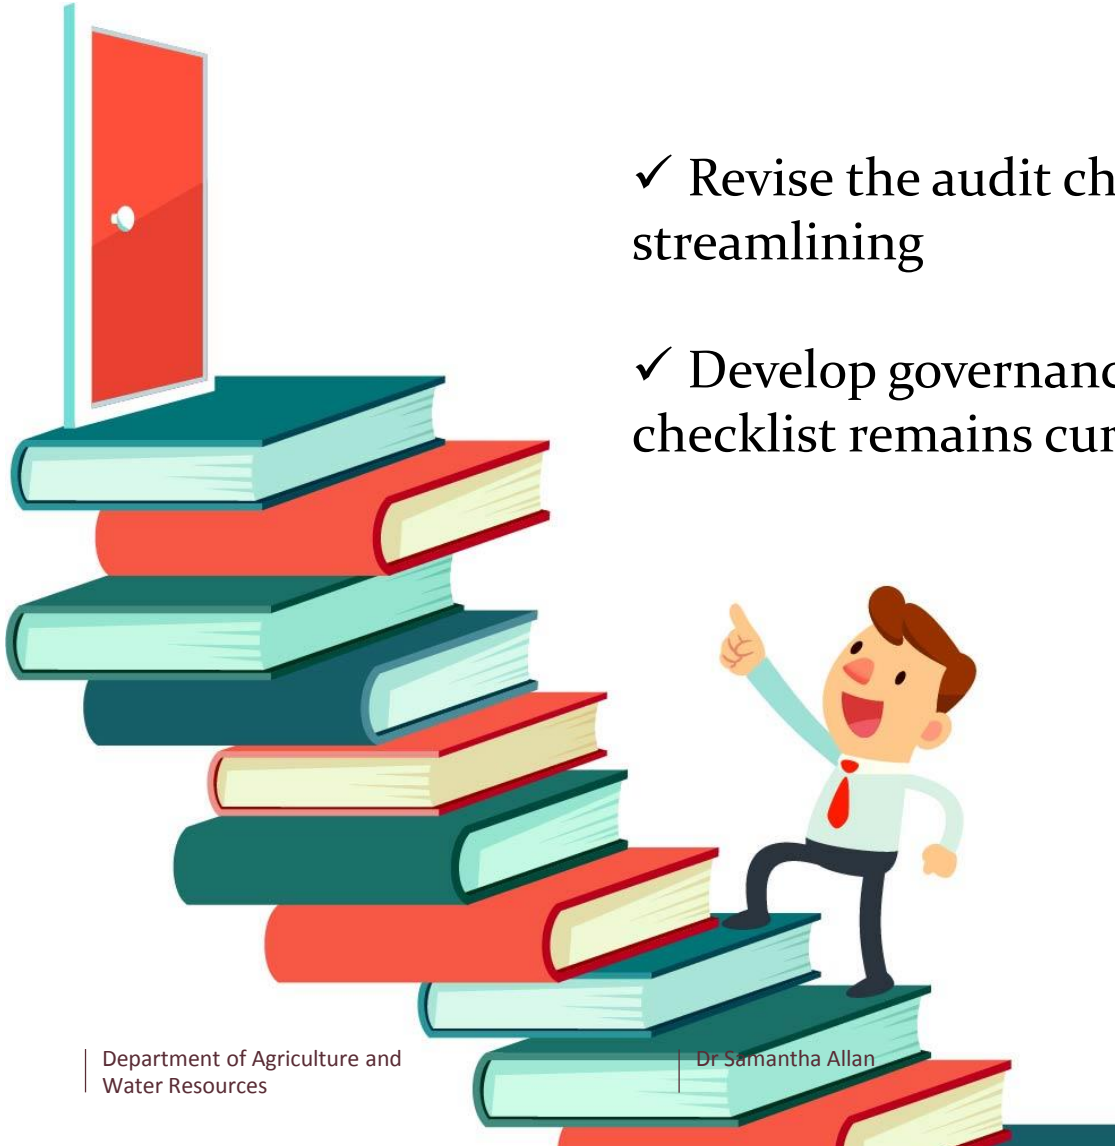 ✓ Revise the audit ch
streamlining
✓ Develop governanc
checklist remains cur
Department of Agriculture and
Water Resources
Dr Samantha Allan